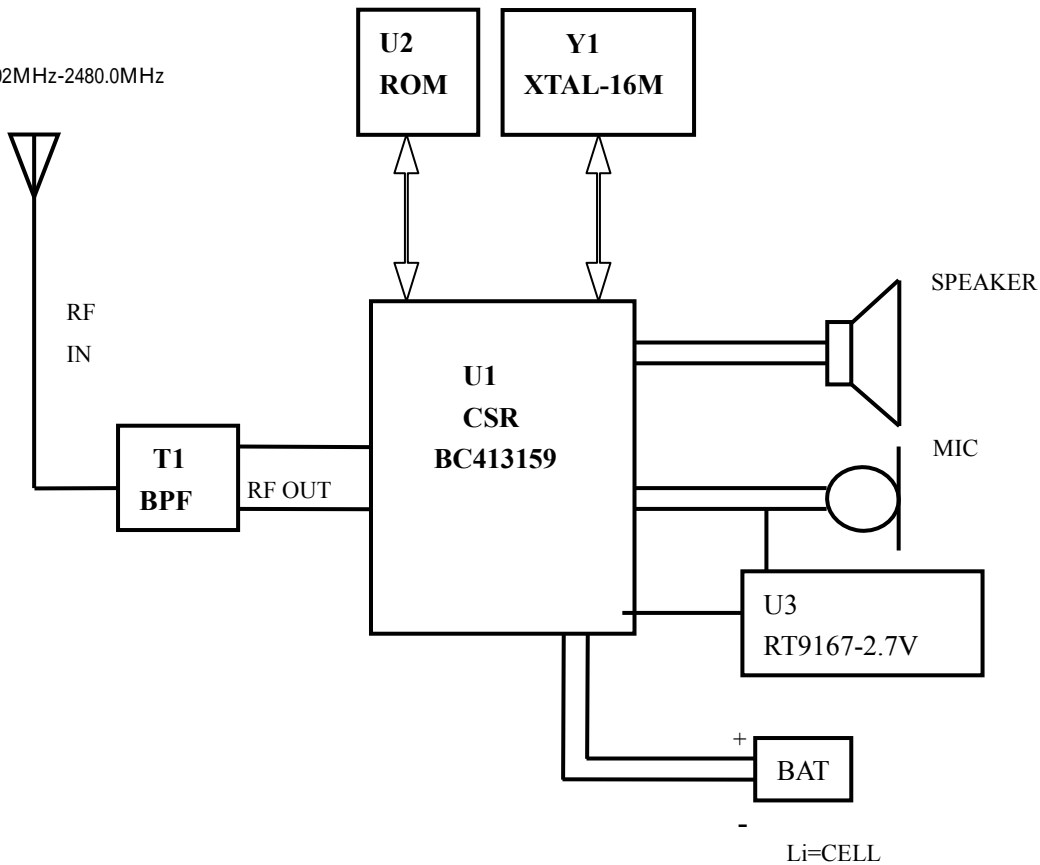 U2
ROM
Y1
XTAL-16M
02MHz-2480.0MHz
RF
IN
SPEAKER
U1
CSR
BC413159
MIC
T1
BPF
RF OUT
U3
RT9167-2.7V
+
BAT
-
Li=CELL